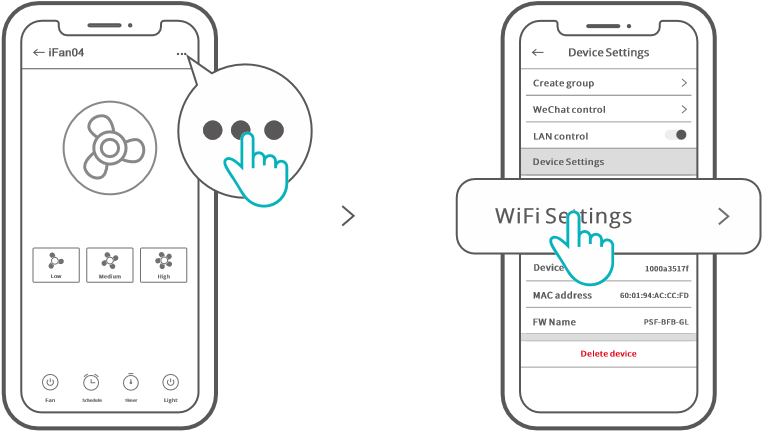 iFan04
Low
Medium
High
Fan
Schedule
Timer
Light
Device Settings
Create group
WeChat control
LAN control
Device Settings
WiFi Settings
Device
1000a3517f
MAC address
60:01:94:AC:CC:FD
FW Name
PSF-BFB-GL
Delete device